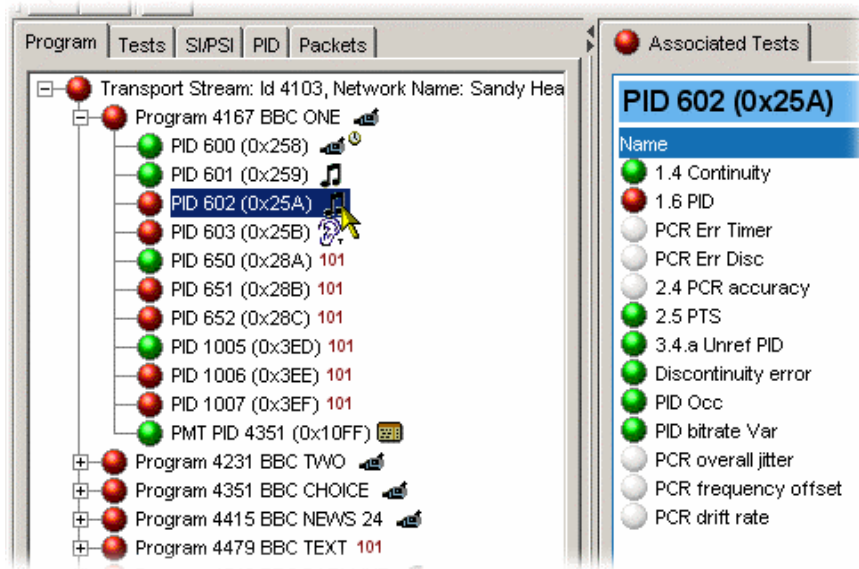 Program
Tests
SI/PSI
PID
Packets
Transport Stream: Id 4103, Network Name: Sandy Hea
Program 4167 BBC ONE
PID 600 (0x258)
PID 601 (0x259)
PID 602 (0x25A)
PID 603 (0x25B)
PID 650 (0x28A) 101
PID 651 (0x28B) 101
PID 652 (0x28C) 101
PID 1005 (0x3ED) 101
PID 1006 (0x3EE) 101
PID 1007 (0x3EF) 101
PMT PID 4351 (0x10FF)
Program 4231 BBC TWO
Program 4351 BBC CHOICE
Program 4415 BBC NEWS 24
Program 4479 BBC TEXT 101
Associated Tests
PID 602 (0x25A)
Name
1.4 Continuity
1.6 PID
PCR Err Timer
PCR Err Disc
2.4 PCR accuracy
2.5 PTS
3.4.a Unref PID
Discontinuity error
PID Occ
PID bitrate Var
PCR overall jitter
PCR frequency offset
PCR drift rate